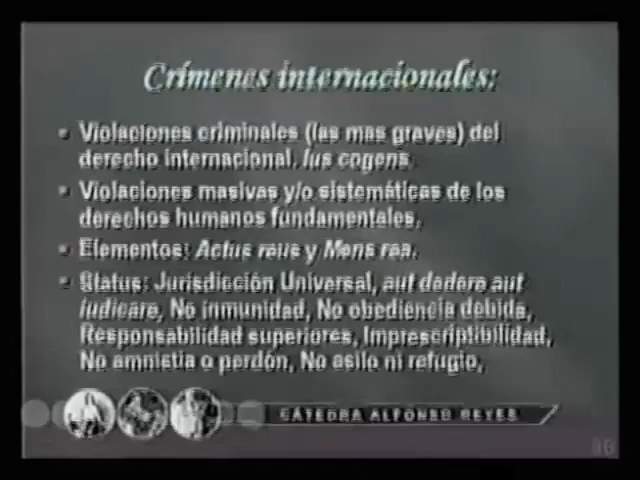 Crímenes internacionales:
Violaciones criminales (las mas graves) del
derecho internacional. Ius cogens.
Violaciones masivas y/o sistemáticas de los
derechos humanos fundamentales.
Elementos: Actus reus y Mens rea.
Status: Jurisdicción Universal, aut dedere aut
iudicare, No inmunidad, No obediencia debida,
Responsabilidad superiores, Imprescriptibilidad,
No amnistia o perdón, No asilo ni refugio,
CÁTEDRA ALFONSO REYES
36